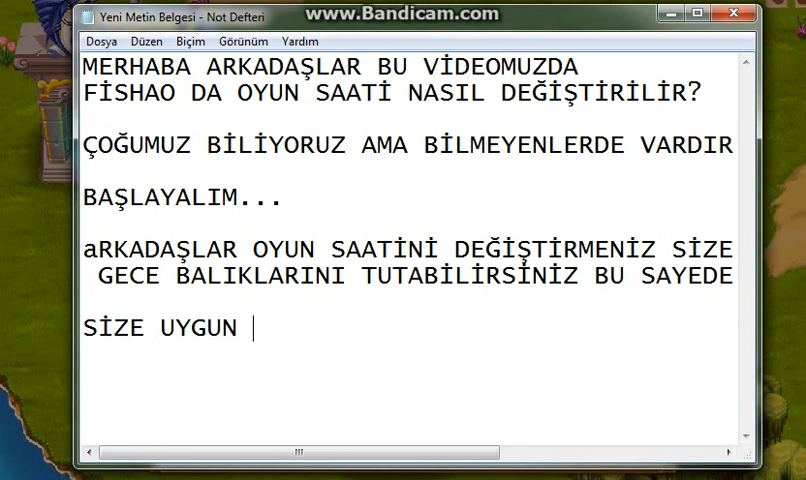 www.Bandicam.com
Yeni Metin Belgesi - Not Defteri
Dosya Düzen Biçim Görünüm Yardım
MERHABA ARKADAŞLAR BU VİDEOMUZDA
FİSHAO DA OYUN SAATİ NASIL DEĞİŞTİRİLİR?
ÇOĞUMUZ BİLİYORUZ AMA BİLMEYENLERDE VARDIR
BAŞLAYALIM...
aRKADAŞLAR OYUN SAATİNİ DEĞİŞTİRMENİZ SİZE
GECE BALIKLARINI TUTABİLİRSİNİZ BU SAYEDE
SİZE UYGUN